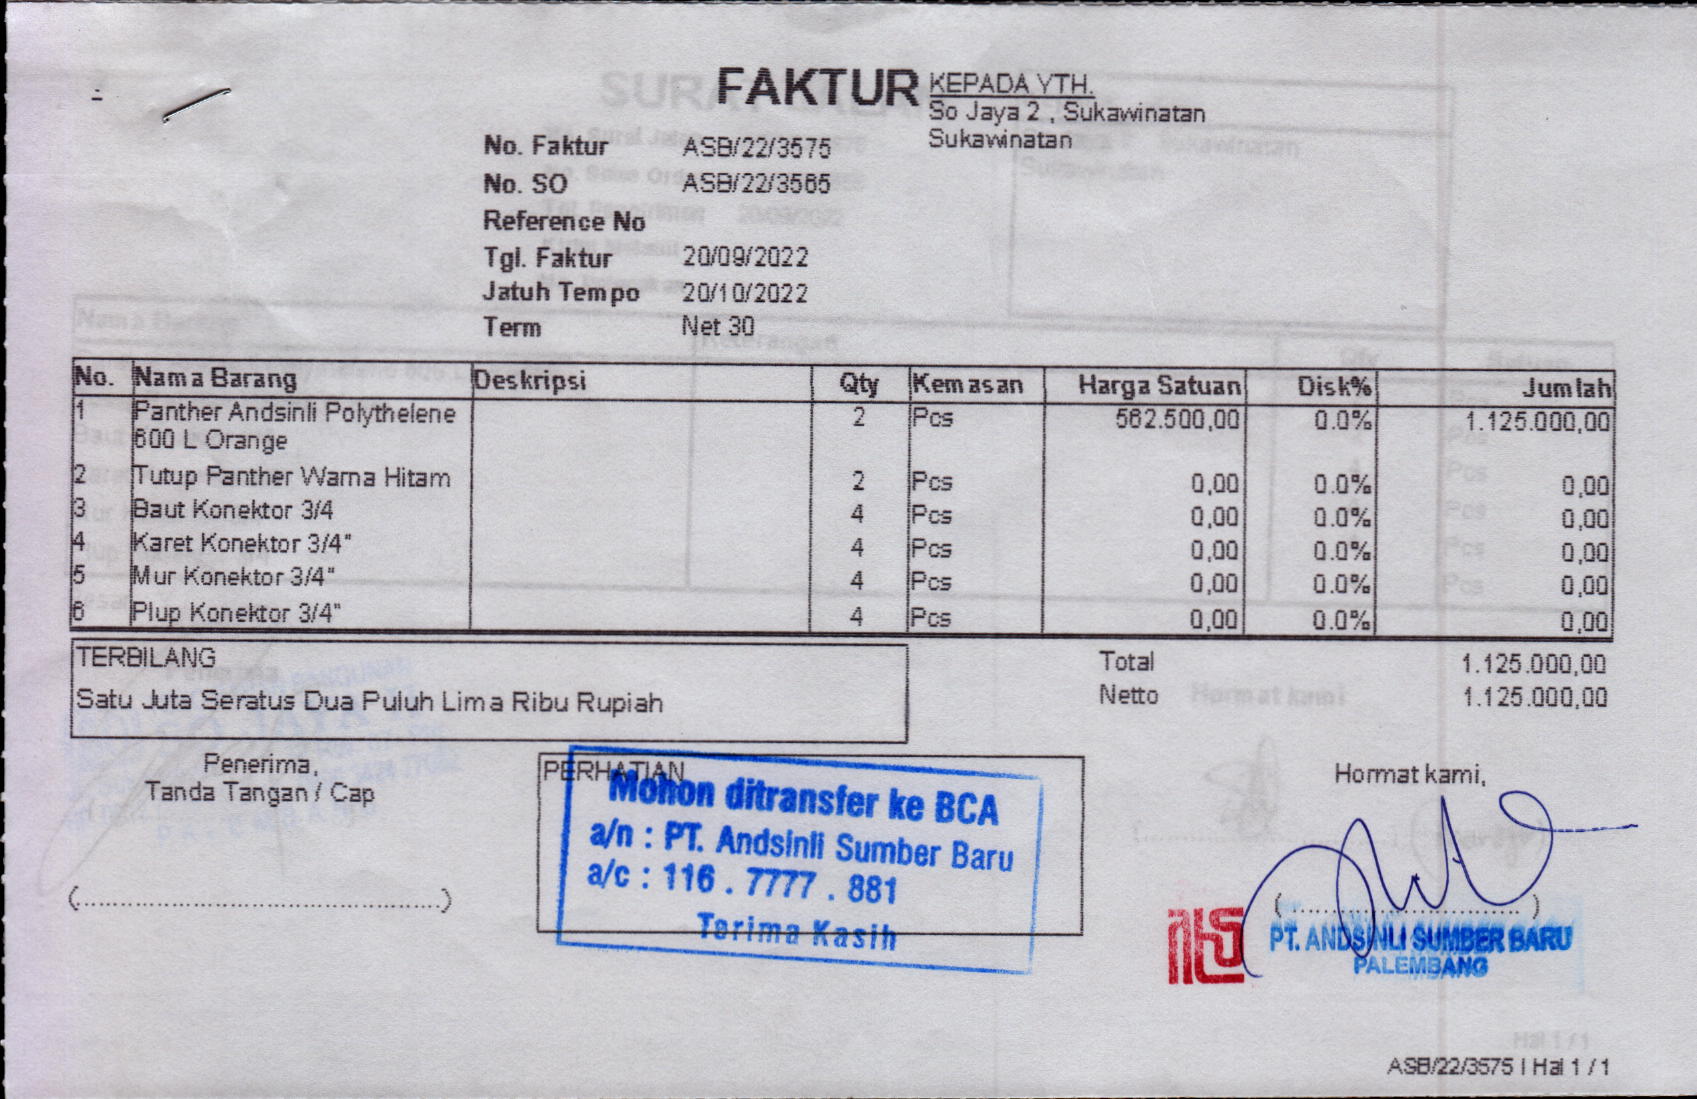 FAKTUR
KEPADA YTH.
So Jaya 2 , Sukawinatan
Sukawinatan
No. Faktur ASB/22/3575
No. SO ASB/22/3565
Reference No
Tgl. Faktur 20/09/2022
Jatuh Tempo 20/10/2022
Term Net 30
No. Nama Barang Deskripsi Qty Kemasan Harga Satuan Disk% Jumlah
1 Panther Andsinli Polythelene 2 Pcs 562.500,00 0.0% 1.125.000,00
600 L Orange
2 Tutup Panther Warna Hitam 2 Pcs 0,00 0.0% 0,00
3 Baut Konektor 3/4 4 Pcs 0,00 0.0% 0,00
4 Karet Konektor 3/4" 4 Pcs 0,00 0.0% 0,00
5 Mur Konektor 3/4" 4 Pcs 0,00 0.0% 0,00
6 Plup Konektor 3/4" 4 Pcs 0,00 0.0% 0,00
TERBILANG
Satu Juta Seratus Dua Puluh Lima Ribu Rupiah
Total 1.125.000,00
Netto 1.125.000,00
Penerima,
Tanda Tangan / Cap
(............................................)
PERHATIAN
Mohon ditransfer ke BCA
a/n : PT. Andsinli Sumber Baru
a/c : 116 . 7777 . 881
Terima Kasih
Hormat kami,
(..............................)
PT. ANDSINLI SUMBER BARU
PALEMBANG
ASB/22/3575 | Hal 1 / 1